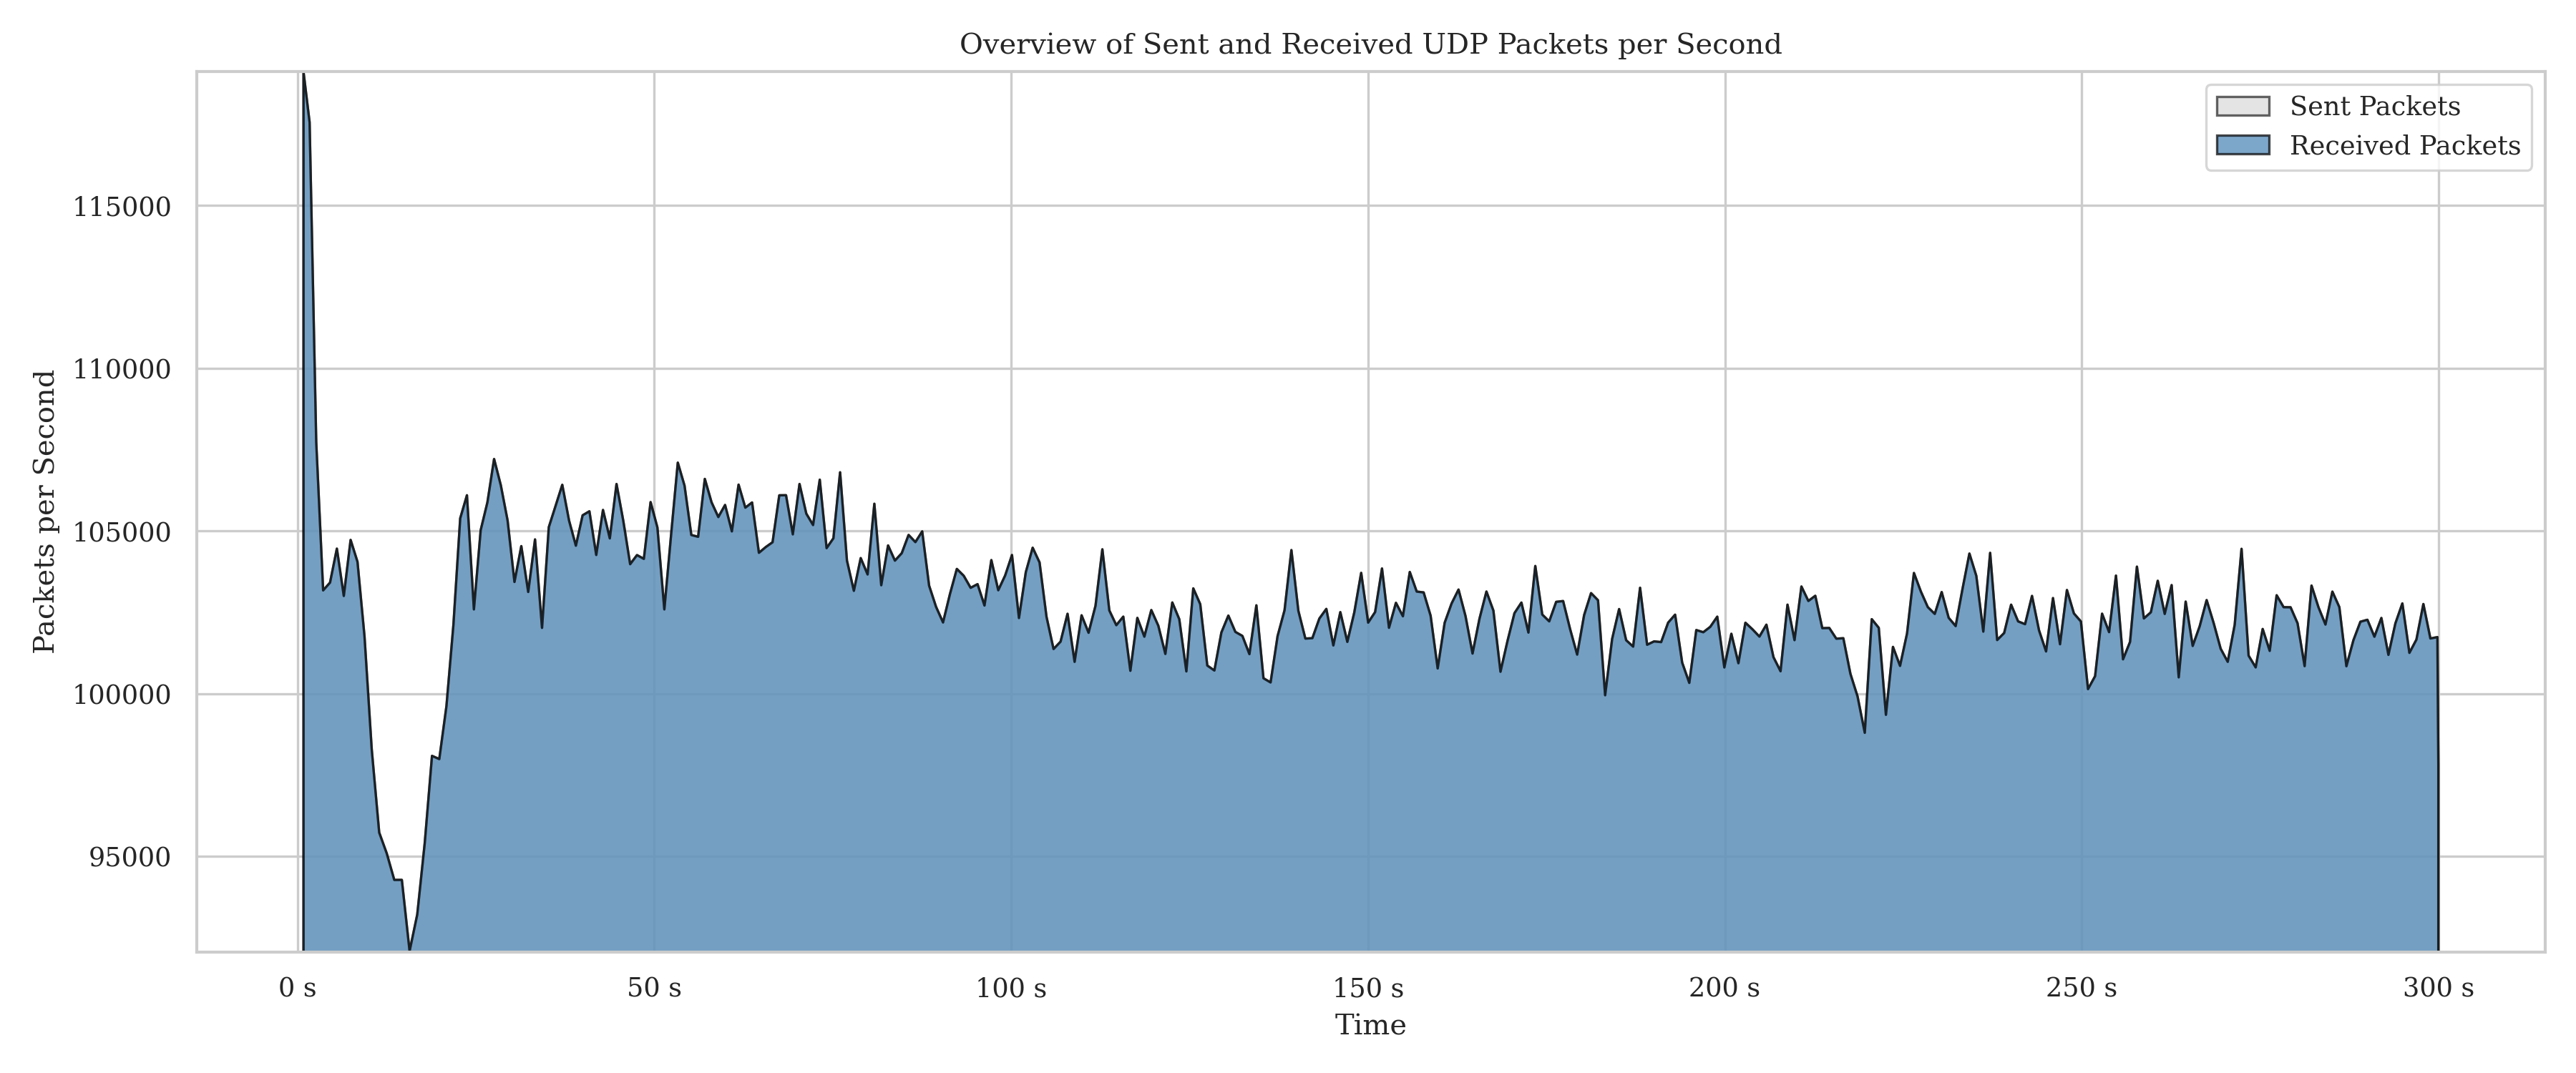 Overview of Sent and Received UDP Packets per Second
Sent Packets
Received Packets
Packets per Second
115000
110000
105000
100000
95000
0 s
50 s
100 s
150 s
200 s
250 s
300 s
Time